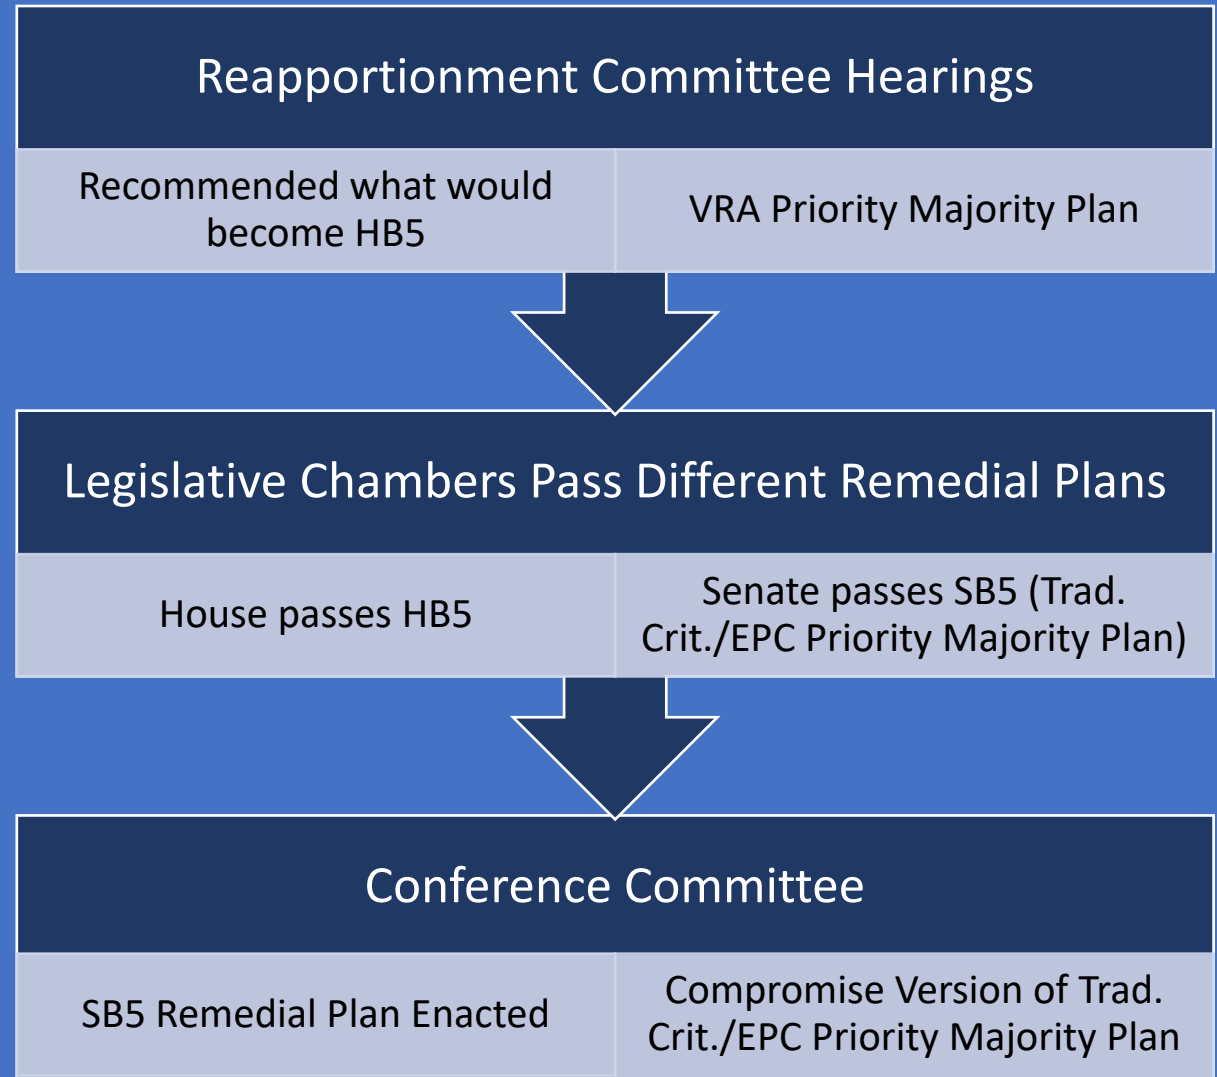 Reapportionment Committee Hearings
Recommended what would
become HB5
VRA Priority Majority Plan
Legislative Chambers Pass Different Remedial Plans
House passes HB5
Senate passes SB5 (Trad.
Crit./EPC Priority Majority Plan)
Conference Committee
SB5 Remedial Plan Enacted
Compromise Version of Trad.
Crit./EPC Priority Majority Plan